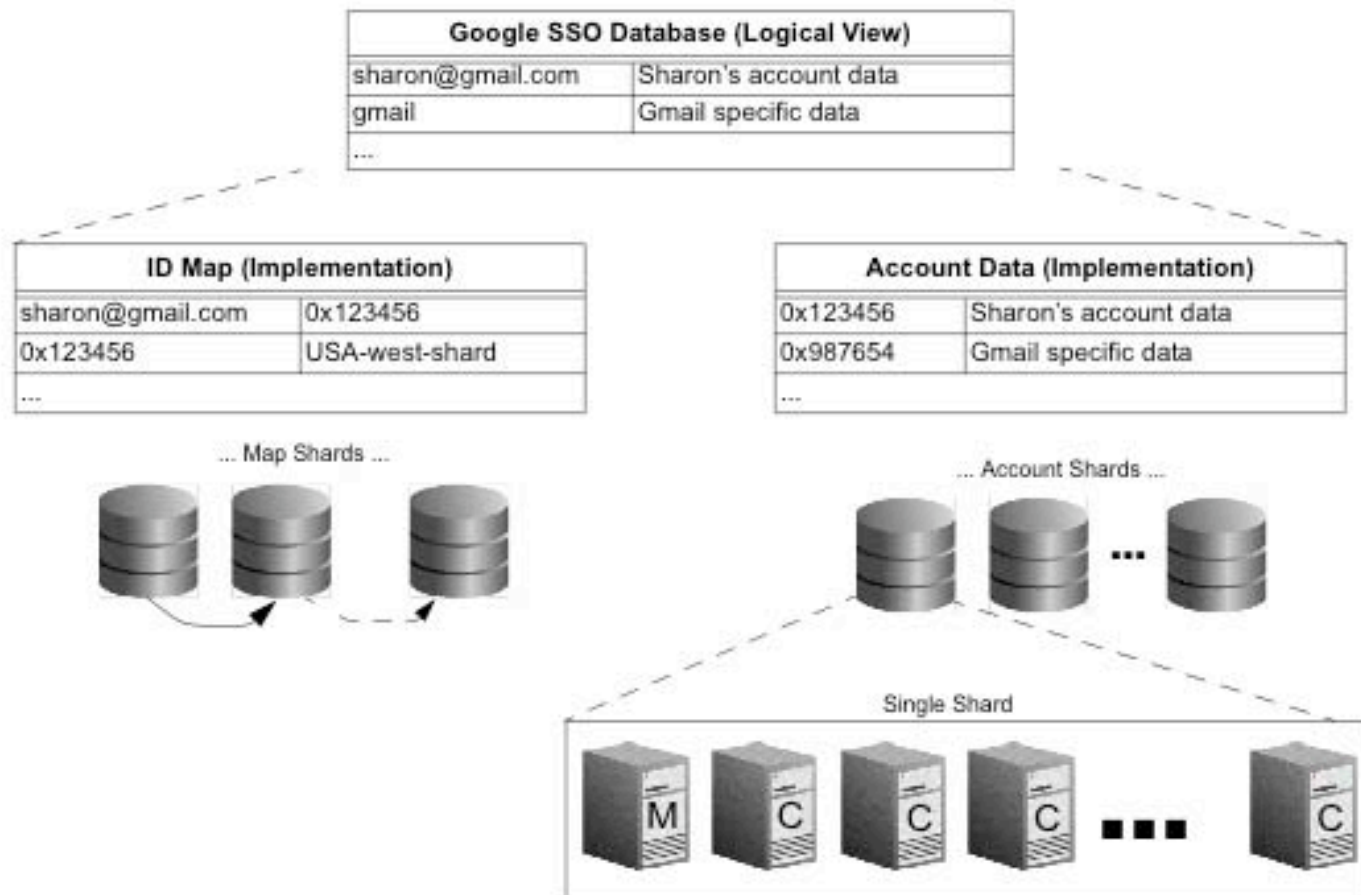 Google SSO Database (Logical View)
sharon@gmail.com Sharon's account data
gmail Gmail specific data
...
ID Map (Implementation)
sharon@gmail.com 0x123456
0x123456 USA-west-shard
...
Account Data (Implementation)
0x123456 Sharon's account data
0x987654 Gmail specific data
...
... Map Shards ...
... Account Shards ...
...
Single Shard
M C C C ... C